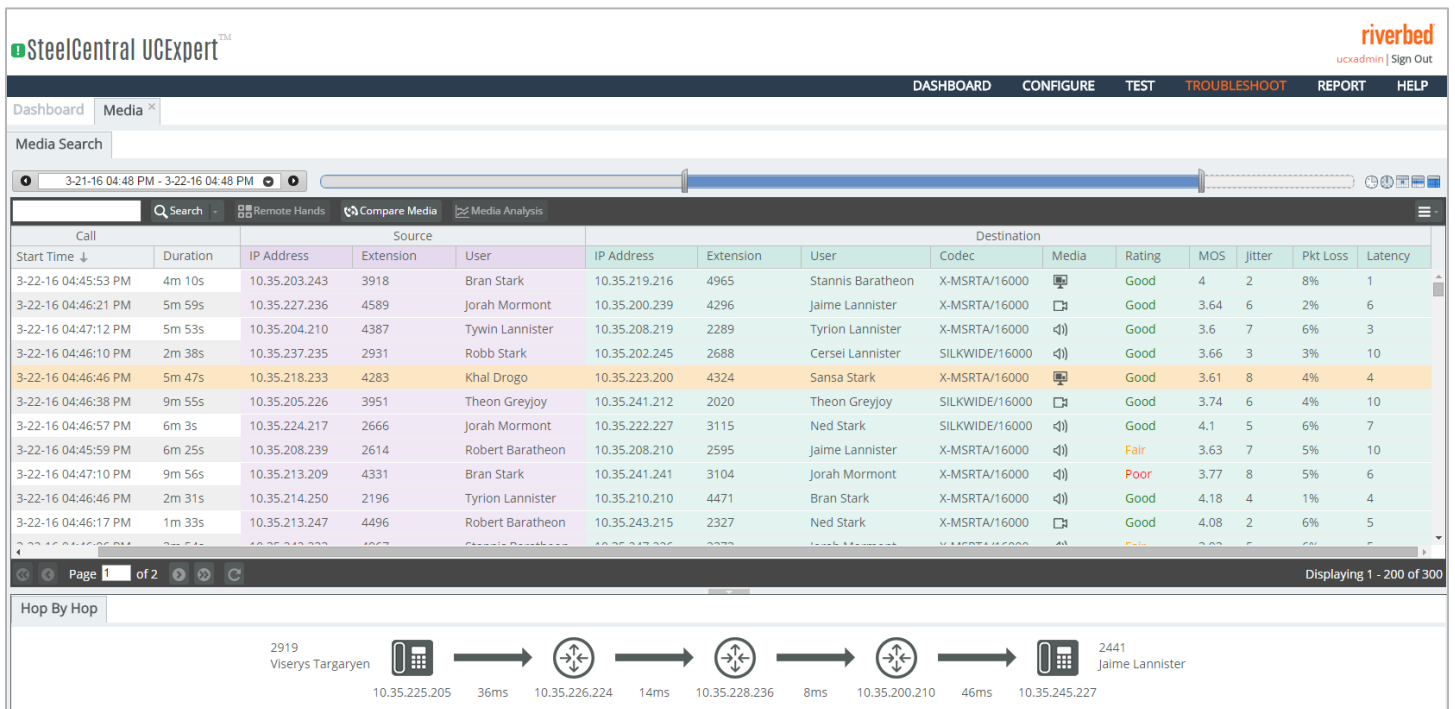 SteelCentral UCExpert™
riverbed
ucxadmin | Sign Out
DASHBOARD CONFIGURE TEST TROUBLESHOOT REPORT HELP
Dashboard Media ×
Media Search
3-21-16 04:48 PM - 3-22-16 04:48 PM
Search Remote Hands Compare Media Media Analysis
Call Source Destination
Start Time ↓ Duration IP Address Extension User IP Address Extension User Codec Media Rating MOS Jitter Pkt Loss Latency
3-22-16 04:45:53 PM 4m 10s 10.35.203.243 3918 Bran Stark 10.35.219.216 4965 Stannis Baratheon X-MSRTA/16000 Good 4 2 8% 1
3-22-16 04:46:21 PM 5m 59s 10.35.227.236 4589 Jorah Mormont 10.35.200.239 4296 Jaime Lannister X-MSRTA/16000 Good 3.64 6 2% 6
3-22-16 04:47:12 PM 5m 53s 10.35.204.210 4387 Tywin Lannister 10.35.208.219 2289 Tyrion Lannister X-MSRTA/16000 Good 3.6 7 6% 3
3-22-16 04:46:10 PM 2m 38s 10.35.237.235 2931 Robb Stark 10.35.202.245 2688 Cersei Lannister SILKWIDE/16000 Good 3.66 3 3% 10
3-22-16 04:46:46 PM 5m 47s 10.35.218.233 4283 Khal Drogo 10.35.223.200 4324 Sansa Stark X-MSRTA/16000 Good 3.61 8 4% 4
3-22-16 04:46:38 PM 9m 55s 10.35.205.226 3951 Theon Greyjoy 10.35.241.212 2020 Theon Greyjoy SILKWIDE/16000 Good 3.74 6 4% 10
3-22-16 04:46:57 PM 6m 3s 10.35.224.217 2666 Jorah Mormont 10.35.222.227 3115 Ned Stark SILKWIDE/16000 Good 4.1 5 6% 7
3-22-16 04:45:59 PM 6m 25s 10.35.208.239 2614 Robert Baratheon 10.35.208.210 2595 Jaime Lannister X-MSRTA/16000 Fair 3.63 7 5% 10
3-22-16 04:47:10 PM 9m 56s 10.35.213.209 4331 Bran Stark 10.35.241.241 3104 Jorah Mormont X-MSRTA/16000 Poor 3.77 8 5% 6
3-22-16 04:46:46 PM 2m 31s 10.35.214.250 2196 Tyrion Lannister 10.35.210.210 4471 Bran Stark X-MSRTA/16000 Good 4.18 4 1% 4
3-22-16 04:46:17 PM 1m 33s 10.35.213.247 4496 Robert Baratheon 10.35.243.215 2327 Ned Stark X-MSRTA/16000 Good 4.08 2 6% 5
Page 1 of 2 Displaying 1 - 200 of 300
Hop By Hop
2919 2441
Viserys Targaryen Jaime Lannister
10.35.225.205 36ms 10.35.226.224 14ms 10.35.228.236 8ms 10.35.200.210 46ms 10.35.245.227